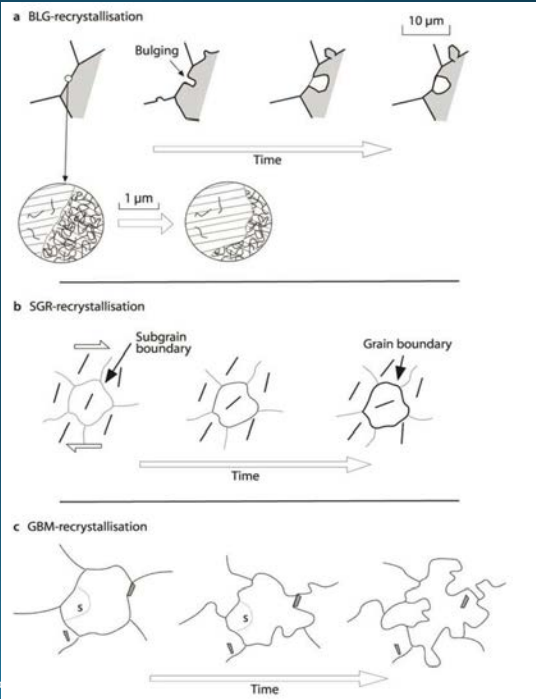 a BLG-recrystallisation
10 µm
Bulging
Time
1 µm
b SGR-recrystallisation
Subgrain
boundary
Grain boundary
Time
c GBM-recrystallisation
s
s
Time